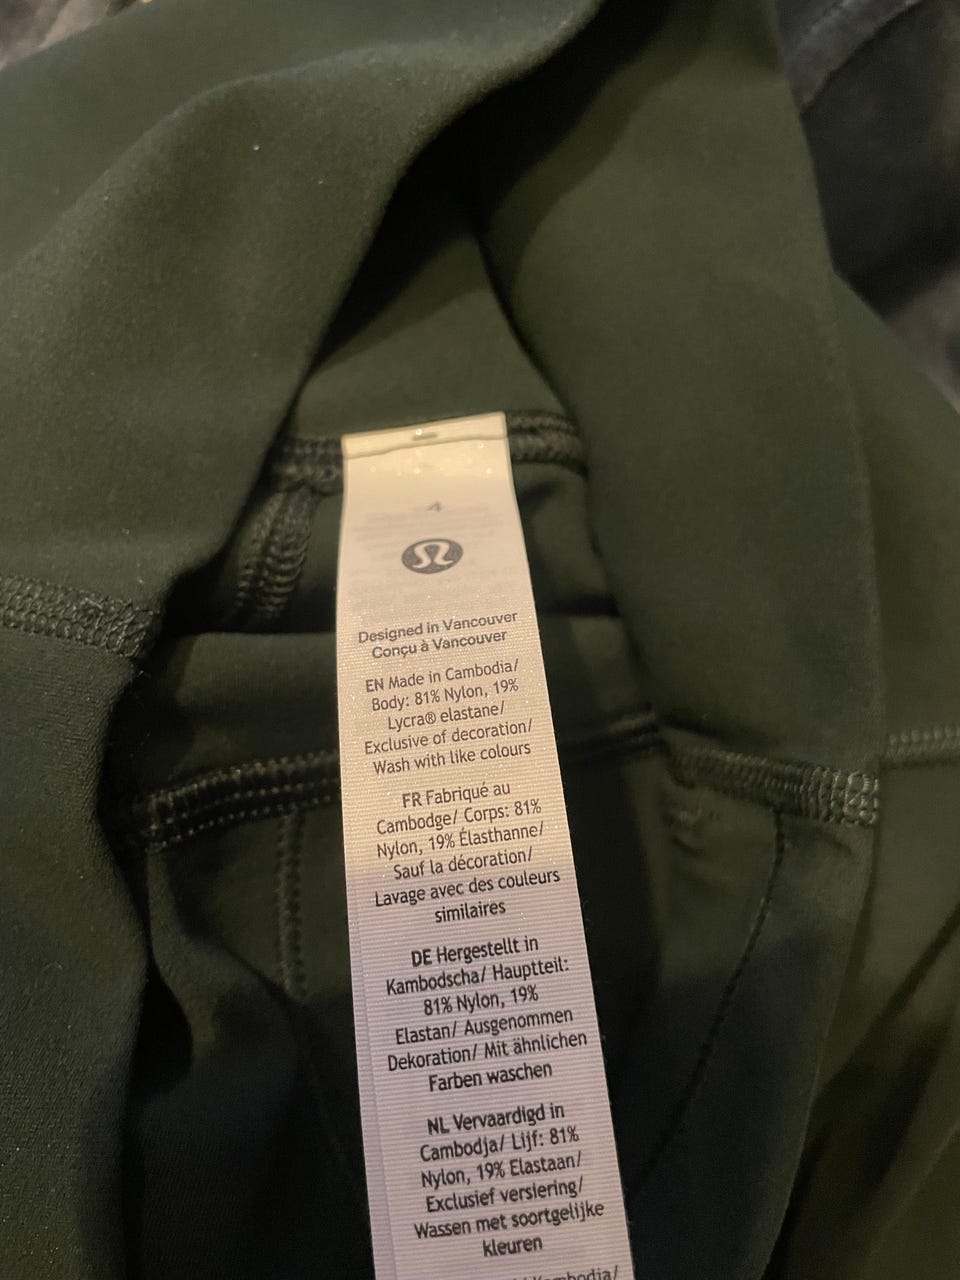 4
Designed in Vancouver
Conçu à Vancouver
EN Made in Cambodia/
Body: 81% Nylon, 19%
Lycra® elastane/
Exclusive of decoration/
Wash with like colours
FR Fabriqué au
Cambodge/ Corps: 81%
Nylon, 19% Élasthanne/
Sauf la décoration/
Lavage avec des couleurs
similaires
DE Hergestellt in
Kambodscha/ Hauptteil:
81% Nylon, 19%
Elastan/ Ausgenommen
Dekoration/ Mit ähnlichen
Farben waschen
NL Vervaardigd in
Cambodja/ Lijf: 81%
Nylon, 19% Elastaan/
Exclusief versiering/
Wassen met soortgelijke
kleuren